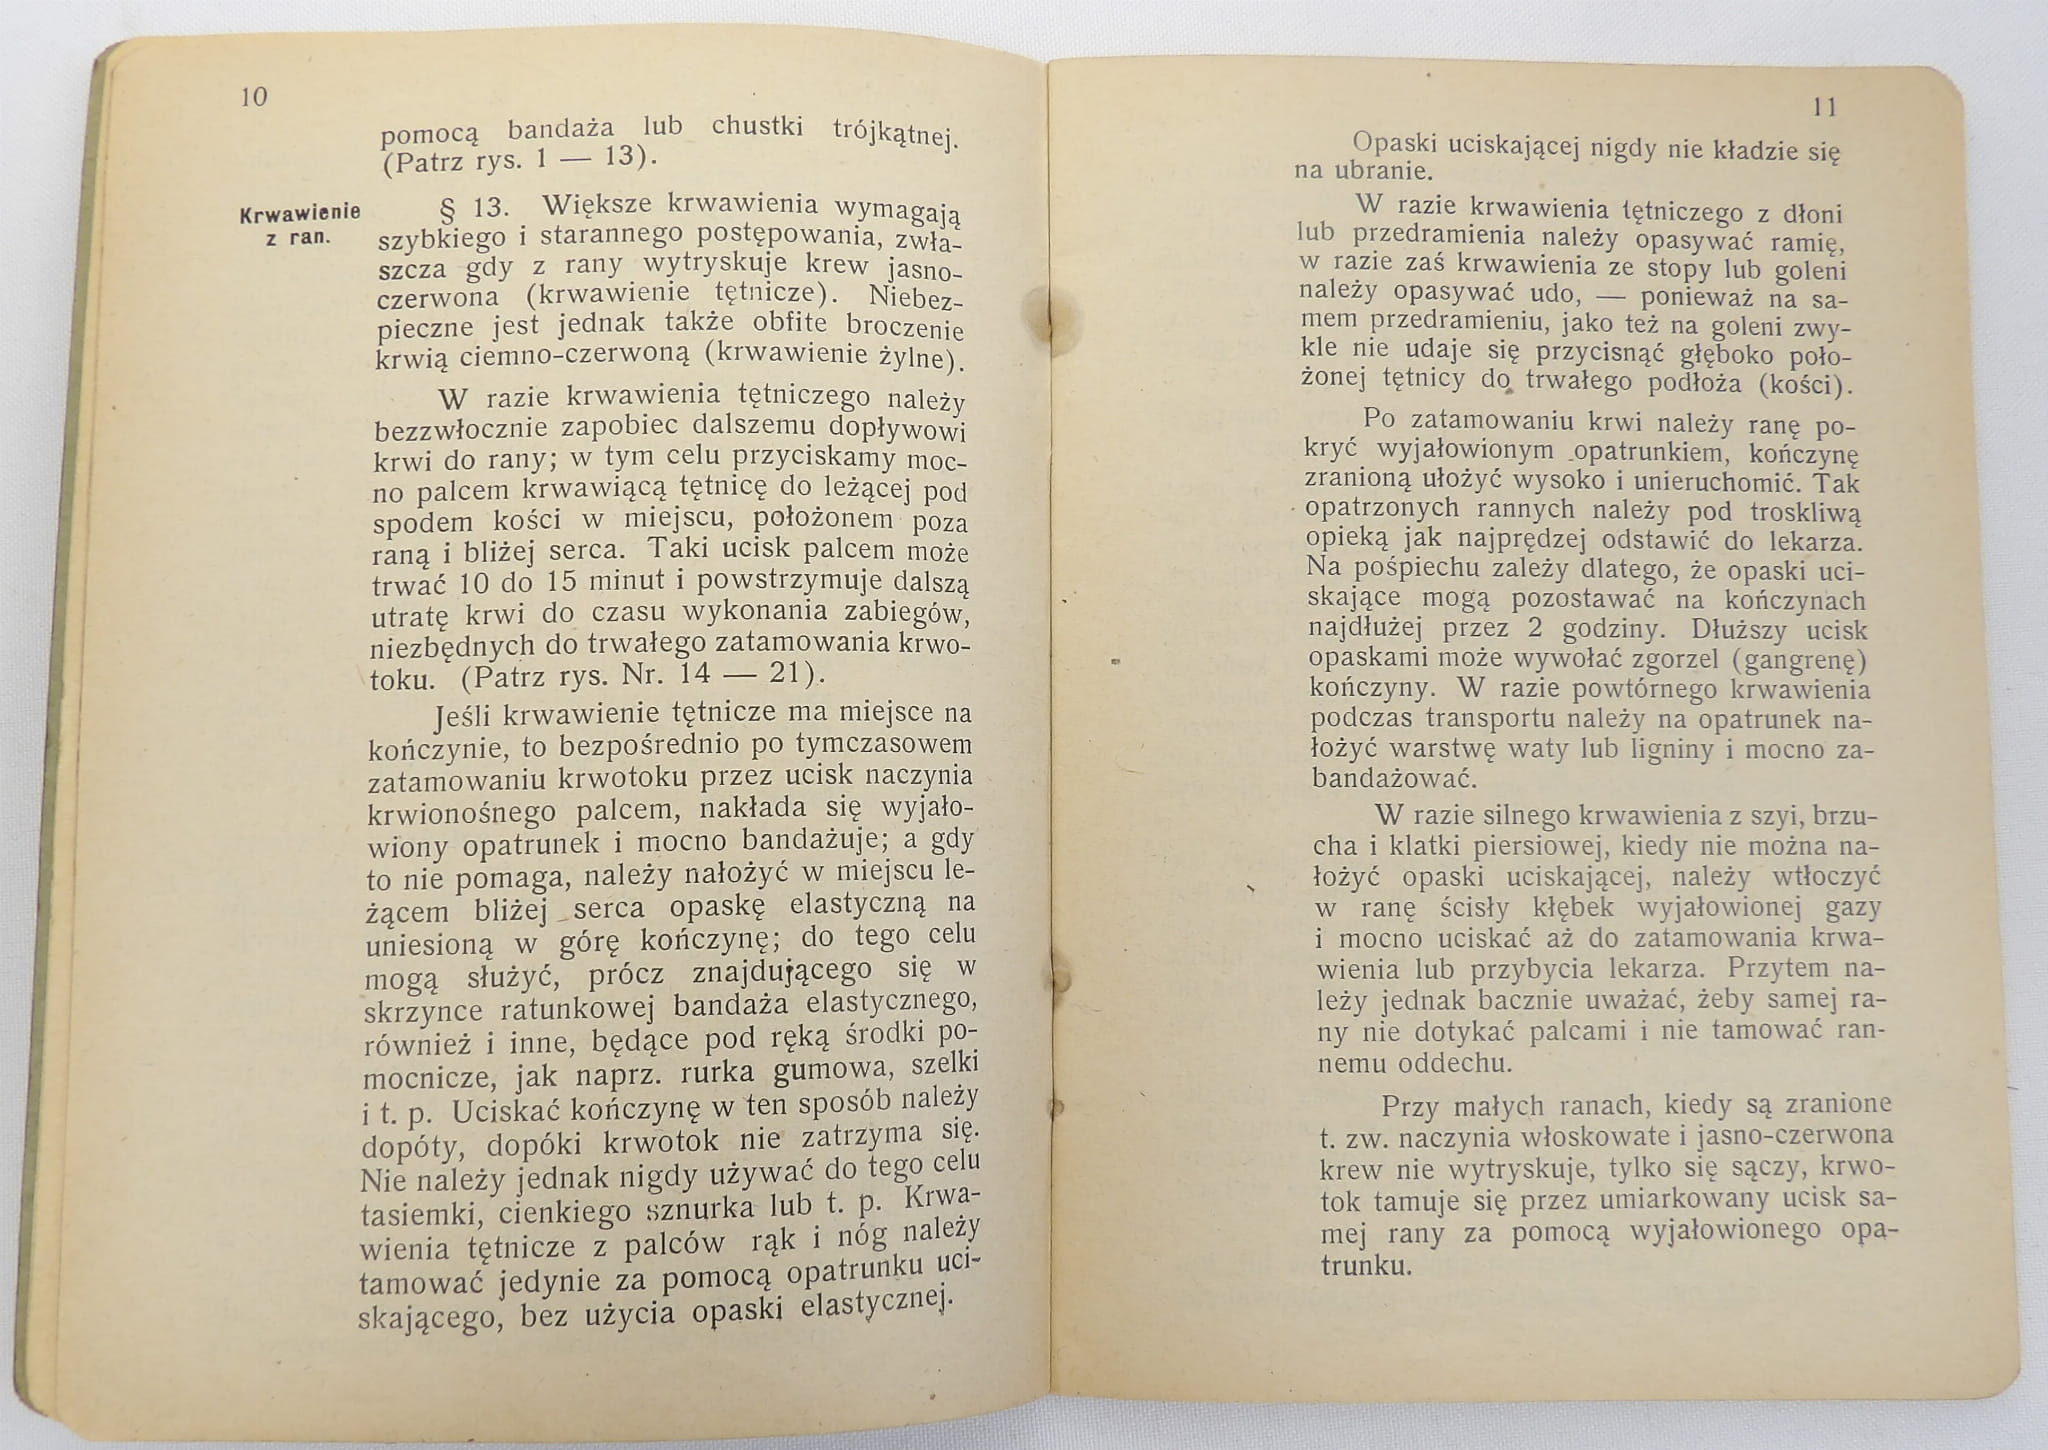 10
pomocą bandaża lub chustki trójkątnej.
(Patrz rys. 1 — 13).
Krwawienie
z ran.
§ 13. Większe krwawienia wymagają
szybkiego i starannego postępowania, zwła-
szcza gdy z rany wytryskuje krew jasno-
czerwona (krwawienie tętnicze). Niebez-
pieczne jest jednak także obfite broczenie
krwią ciemno-czerwoną (krwawienie żylne).
W razie krwawienia tętniczego należy
bezzwłocznie zapobiec dalszemu dopływowi
krwi do rany; w tym celu przyciskamy moc-
no palcem krwawiącą tętnicę do leżącej pod
spodem kości w miejscu, położonem poza
raną i bliżej serca. Taki ucisk palcem może
trwać 10 do 15 minut i powstrzymuje dalszą
utratę krwi do czasu wykonania zabiegów,
niezbędnych do trwałego zatamowania krwo-
toku. (Patrz rys. Nr. 14 — 21).
Jeśli krwawienie tętnicze ma miejsce na
kończynie, to bezpośrednio po tymczasowem
zatamowaniu krwotoku przez ucisk naczynia
krwionośnego palcem, nakłada się wyjało-
wiony opatrunek i mocno bandażuje; a gdy
to nie pomaga, należy nałożyć w miejscu le-
żącem bliżej serca opaskę elastyczną na
uniesioną w górę kończynę; do tego celu
mogą służyć, prócz znajdującego się w
skrzynce ratunkowej bandaża elastycznego,
również i inne, będące pod ręką środki po-
mocnicze, jak naprz. rurka gumowa, szelki
i t. p. Uciskać kończynę w ten sposób należy
dopóty, dopóki krwotok nie zatrzyma się.
Nie należy jednak nigdy używać do tego celu
tasiemki, cienkiego sznurka lub t. p. Krwa-
wienia tętnicze z palców rąk i nóg należy
tamować jedynie za pomocą opatrunku uci-
skającego, bez użycia opaski elastycznej.
11
Opaski uciskającej nigdy nie kładzie się
na ubranie.
W razie krwawienia tętniczego z dłoni
lub przedramienia należy opasywać ramię,
w razie zaś krwawienia ze stopy lub goleni
należy opasywać udo, — ponieważ na sa-
mem przedramieniu, jako też na goleni zwy-
kle nie udaje się przycisnąć głęboko poło-
żonej tętnicy do trwałego podłoża (kości).
Po zatamowaniu krwi należy ranę po-
kryć wyjałowionym opatrunkiem, kończynę
zranioną ułożyć wysoko i unieruchomić. Tak
opatrzonych rannych należy pod troskliwą
opieką jak najprędzej odstawić do lekarza.
Na pośpiechu zależy dlatego, że opaski uci-
skające mogą pozostawać na kończynach
najdłużej przez 2 godziny. Dłuższy ucisk
opaskami może wywołać zgorzel (gangrenę)
kończyny. W razie powtórnego krwawienia
podczas transportu należy na opatrunek na-
łożyć warstwę waty lub ligniny i mocno za-
bandażować.
W razie silnego krwawienia z szyi, brzu-
cha i klatki piersiowej, kiedy nie można na-
łożyć opaski uciskającej, należy wtłoczyć
w ranę ścisły kłębek wyjałowionej gazy
i mocno uciskać aż do zatamowania krwa-
wienia lub przybycia lekarza. Przytem na-
leży jednak bacznie uważać, żeby samej ra-
ny nie dotykać palcami i nie tamować ran-
nemu oddechu.
Przy małych ranach, kiedy są zranione
t. zw. naczynia włoskowate i jasno-czerwona
krew nie wytryskuje, tylko się sączy, krwo-
tok tamuje się przez umiarkowany ucisk sa-
mej rany za pomocą wyjałowionego opa-
trunku.